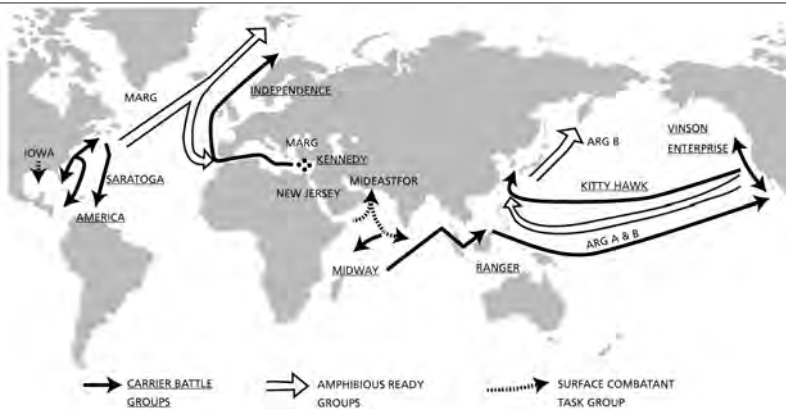 MARG
INDEPENDENCE
IOWA
MARG
KENNEDY
SARATOGA
NEW JERSEY
MIDEASTFOR
AMERICA
MIDWAY
RANGER
ARG B
VINSON
ENTERPRISE
KITTY HAWK
ARG A & B
CARRIER BATTLE
GROUPS
AMPHIBIOUS READY
GROUPS
SURFACE COMBATANT
TASK GROUP